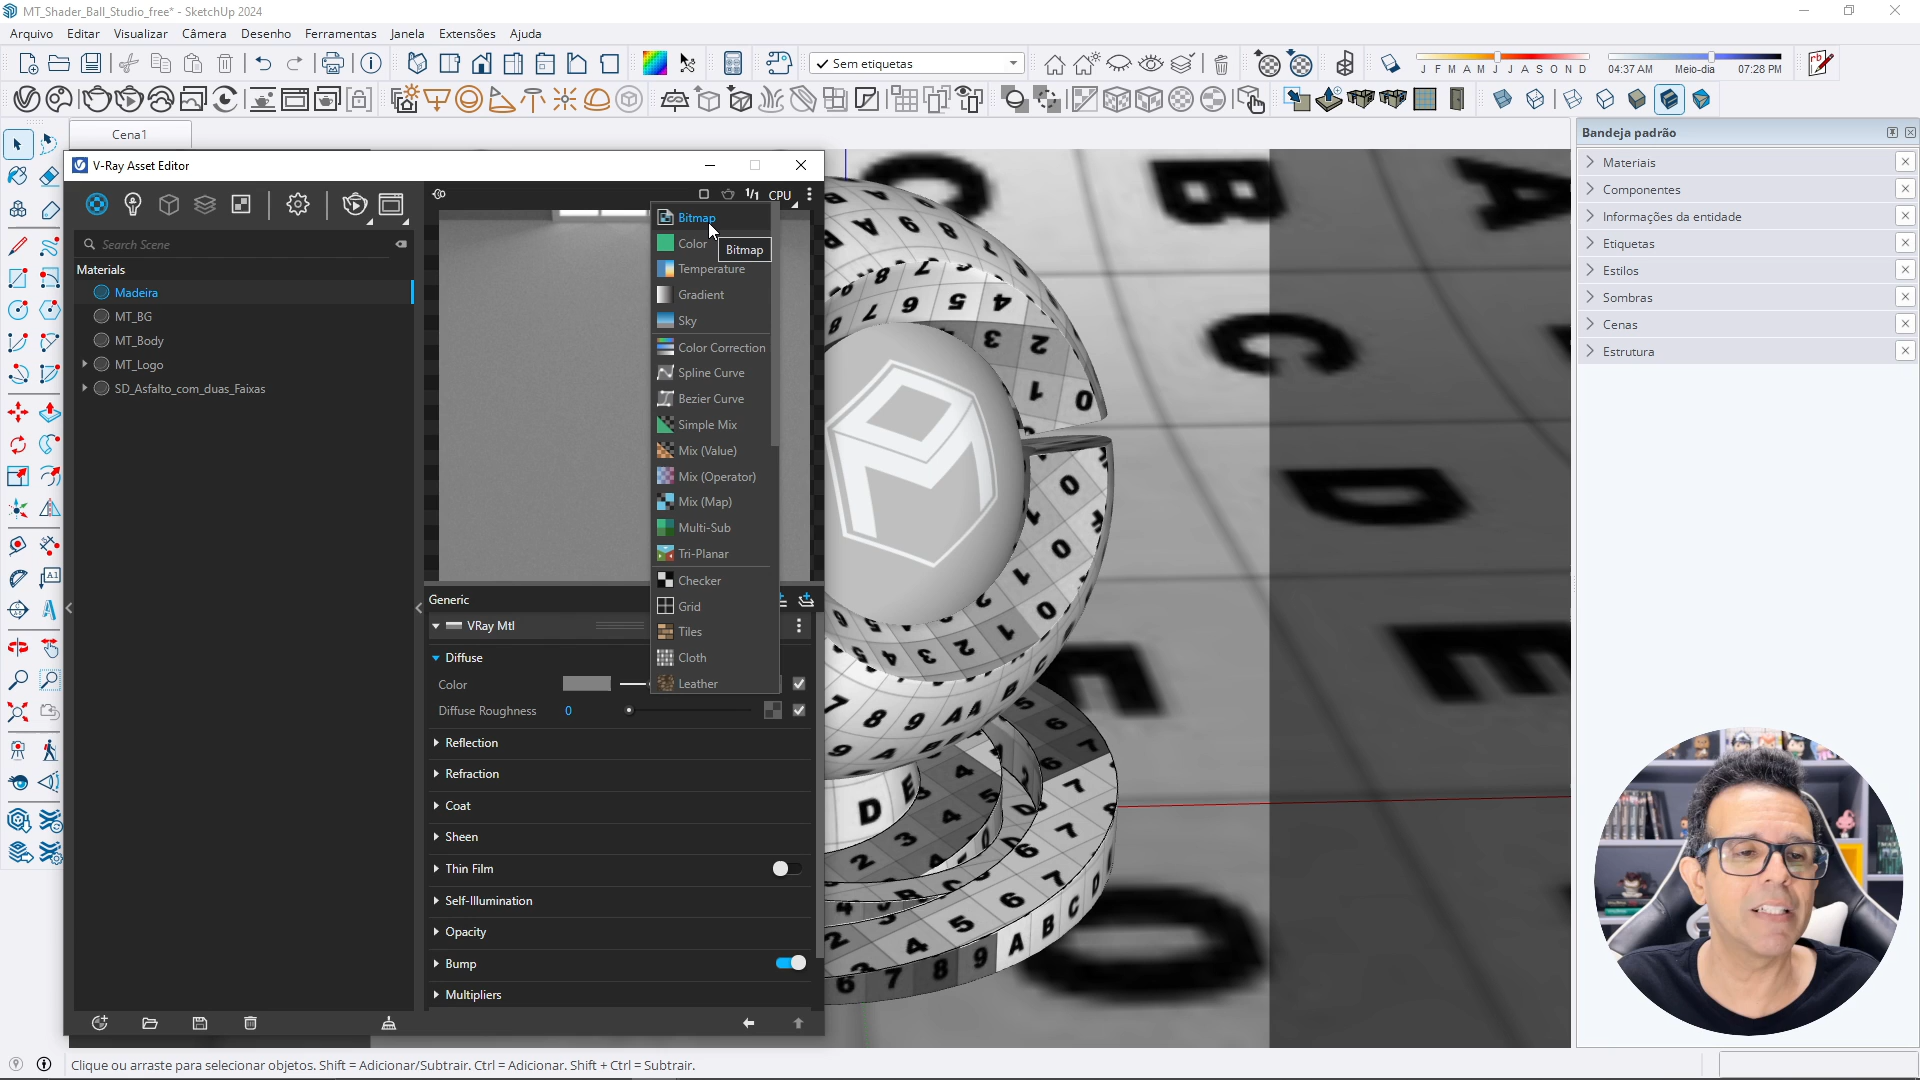 MT_Shader_Ball_Studio_free* - SketchUp 2024
Arquivo Editar Visualizar Câmera Desenho Ferramentas Janela Extensões Ajuda
Sem etiquetas
J F M A M J J A S O N D
04:37 AM Meio-dia 07:28 PM
Cena1
Bandeja padrão
Materiais
Componentes
Informações da entidade
Etiquetas
Estilos
Sombras
Cenas
Estrutura
V-Ray Asset Editor
1/1 CPU
Search Scene
Materials
Madeira
MT_BG
MT_Body
MT_Logo
SD_Asfalto_com_duas_Faixas
Bitmap
Color
Bitmap
Temperature
Gradient
Sky
Color Correction
Spline Curve
Bezier Curve
Simple Mix
Mix (Value)
Mix (Operator)
Mix (Map)
Multi-Sub
Tri-Planar
Checker
Grid
Tiles
Cloth
Leather
Generic
VRay Mtl
Diffuse
Color
Diffuse Roughness 0
Reflection
Refraction
Coat
Sheen
Thin Film
Self-Illumination
Opacity
Bump
Multipliers
Clique ou arraste para selecionar objetos. Shift = Adicionar/Subtrair. Ctrl = Adicionar. Shift + Ctrl = Subtrair.